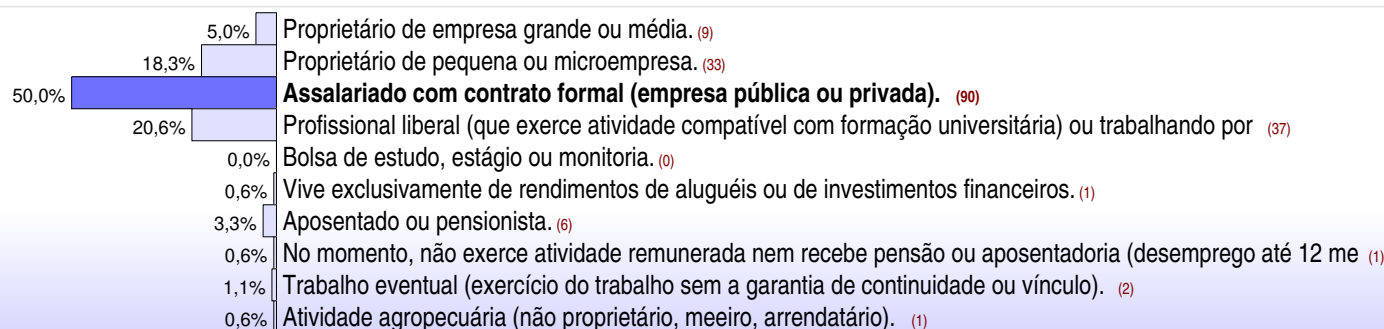 5,0% Proprietário de empresa grande ou média. (9)
18,3% Proprietário de pequena ou microempresa. (33)
50,0% Assalariado com contrato formal (empresa pública ou privada). (90)
20,6% Profissional liberal (que exerce atividade compatível com formação universitária) ou trabalhando por (37)
0,0% Bolsa de estudo, estágio ou monitoria. (0)
0,6% Vive exclusivamente de rendimentos de aluguéis ou de investimentos financeiros. (1)
3,3% Aposentado ou pensionista. (6)
0,6% No momento, não exerce atividade remunerada nem recebe pensão ou aposentadoria (desemprego até 12 me (1)
1,1% Trabalho eventual (exercício do trabalho sem a garantia de continuidade ou vínculo). (2)
0,6% Atividade agropecuária (não proprietário, meeiro, arrendatário). (1)